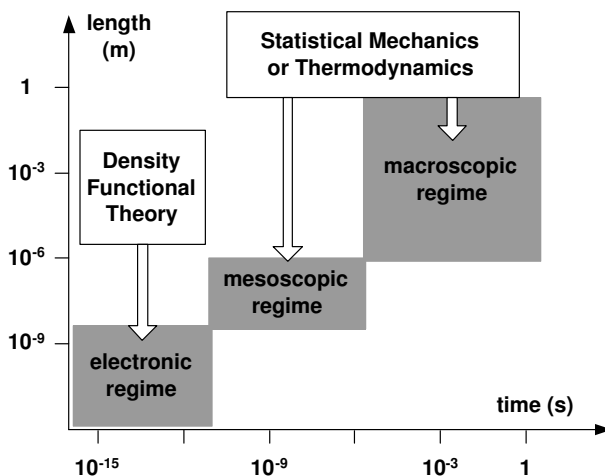 length
(m)
Statistical Mechanics
or Thermodynamics
1
Density
Functional
Theory
10⁻³
macroscopic
regime
10⁻⁶
mesoscopic
regime
10⁻⁹
electronic
regime
time (s)
10⁻¹⁵
10⁻⁹
10⁻³
1